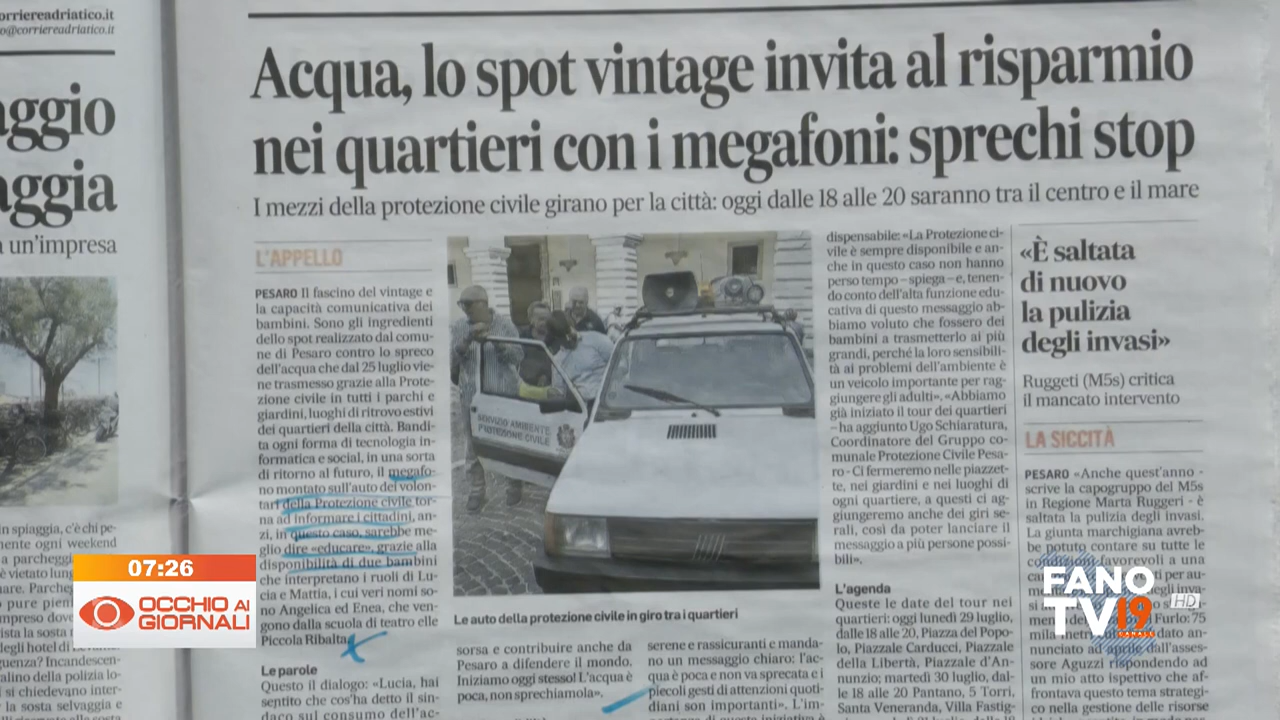 corriereadriatico.it
@corriereadriatico.it
aggio
aggia
un'impresa
in spiaggia, c'è chi pe-
mente ogni weekend
a parcheggi
è vietato lung
mare. Parche
pure pien
Acqua, lo spot vintage invita al risparmio
nei quartieri con i megafoni: sprechi stop
I mezzi della protezione civile girano per la città: oggi dalle 18 alle 20 saranno tra il centro e il mare
L'APPELLO
PESARO Il fascino del vintage e
la capacità comunicativa dei
bambini. Sono gli ingredienti
dello spot realizzato dal comu-
ne di Pesaro contro lo spreco
dell'acqua che dal 25 luglio vie-
ne trasmesso grazie alla Prote-
zione civile in tutti i parchi e
giardini, luoghi di ritrovo estivi
dei quartieri della città. Bandi-
ta ogni forma di tecnologia in-
formatica e social, in una sorta
di ritorno al futuro, il megafo-
no montato sull'auto dei volon-
tari della Protezione civile tor-
na ad informare i cittadini, an-
zi, in questo caso, sarebbe me-
glio dire «educare», grazie alla
disponibilità di due bambini
che interpretano i ruoli di Lu-
cia e Mattia, i cui veri nomi so-
no Angelica ed Enea, che ven-
gono dalla scuola di teatro elle
Piccola Ribalta.
Le parole
Questo il dialogo: «Lucia, hai
sentito che cos'ha detto il sin-
daco sul consumo dell'ac-
SERVIZIO AMBIENTE
PROTEZIONE CIVILE
Le auto della protezione civile in giro tra i quartieri
sorsa e contribuire anche da
Pesaro a difendere il mondo.
Iniziamo oggi stesso! L'acqua è
poca, non sprechiamola».
serene e rassicuranti e manda-
no un messaggio chiaro: l'ac-
qua è poca e non va sprecata e i
piccoli gesti di attenzioni quoti-
diani son importanti». L'im-
dispensabile: «La Protezione ci-
vile è sempre disponibile e an-
che in questo caso non hanno
perso tempo – spiega – e, tenen-
do conto dell'alta funzione edu-
cativa di questo messaggio ab-
biamo voluto che fossero dei
bambini a trasmetterlo ai più
grandi, perché la loro sensibili-
tà ai problemi dell'ambiente è
un veicolo importante per rag-
giungere gli adulti». «Abbiamo
già iniziato il tour dei quartieri
– ha aggiunto Ugo Schiaratura,
Coordinatore del Gruppo co-
munale Protezione Civile Pesa-
ro - Ci fermeremo nelle piazzet-
te, nei giardini e nei luoghi di
ogni quartiere, a questi ci ag-
giungeremo anche dei giri se-
rali, così da poter lanciare il
messaggio a più persone possi-
bili».
L'agenda
Queste le date del tour nei
quartieri: oggi lunedì 29 luglio,
dalle 18 alle 20, Piazza del Popo-
lo, Piazzale Carducci, Piazzale
della Libertà, Piazzale D'An-
nunzio; martedì 30 luglio, dal-
le 18 alle 20 Pantano, 5 Torri,
Santa Veneranda, Villa Fastig-
«È saltata
di nuovo
la pulizia
degli invasi»
Ruggeti (M5s) critica
il mancato intervento
LA SICCITÀ
PESARO «Anche quest'anno -
scrive la capogruppo del M5s
in Regione Marta Ruggeri - è
saltata la pulizia degli invasi.
La giunta marchigiana avreb-
be potuto contare su tutte le
favorevoli a una
per au-
degli inva-
Furlo: 75
dato an-
nunciato ad aprile dall'asses-
sore Aguzzi rispondendo ad
un mio atto ispettivo che af-
frontava questo tema strategi-
co nella gestione delle risorse
07:26
OCCHIO AI
GIORNALI
FANO
TV19
HD